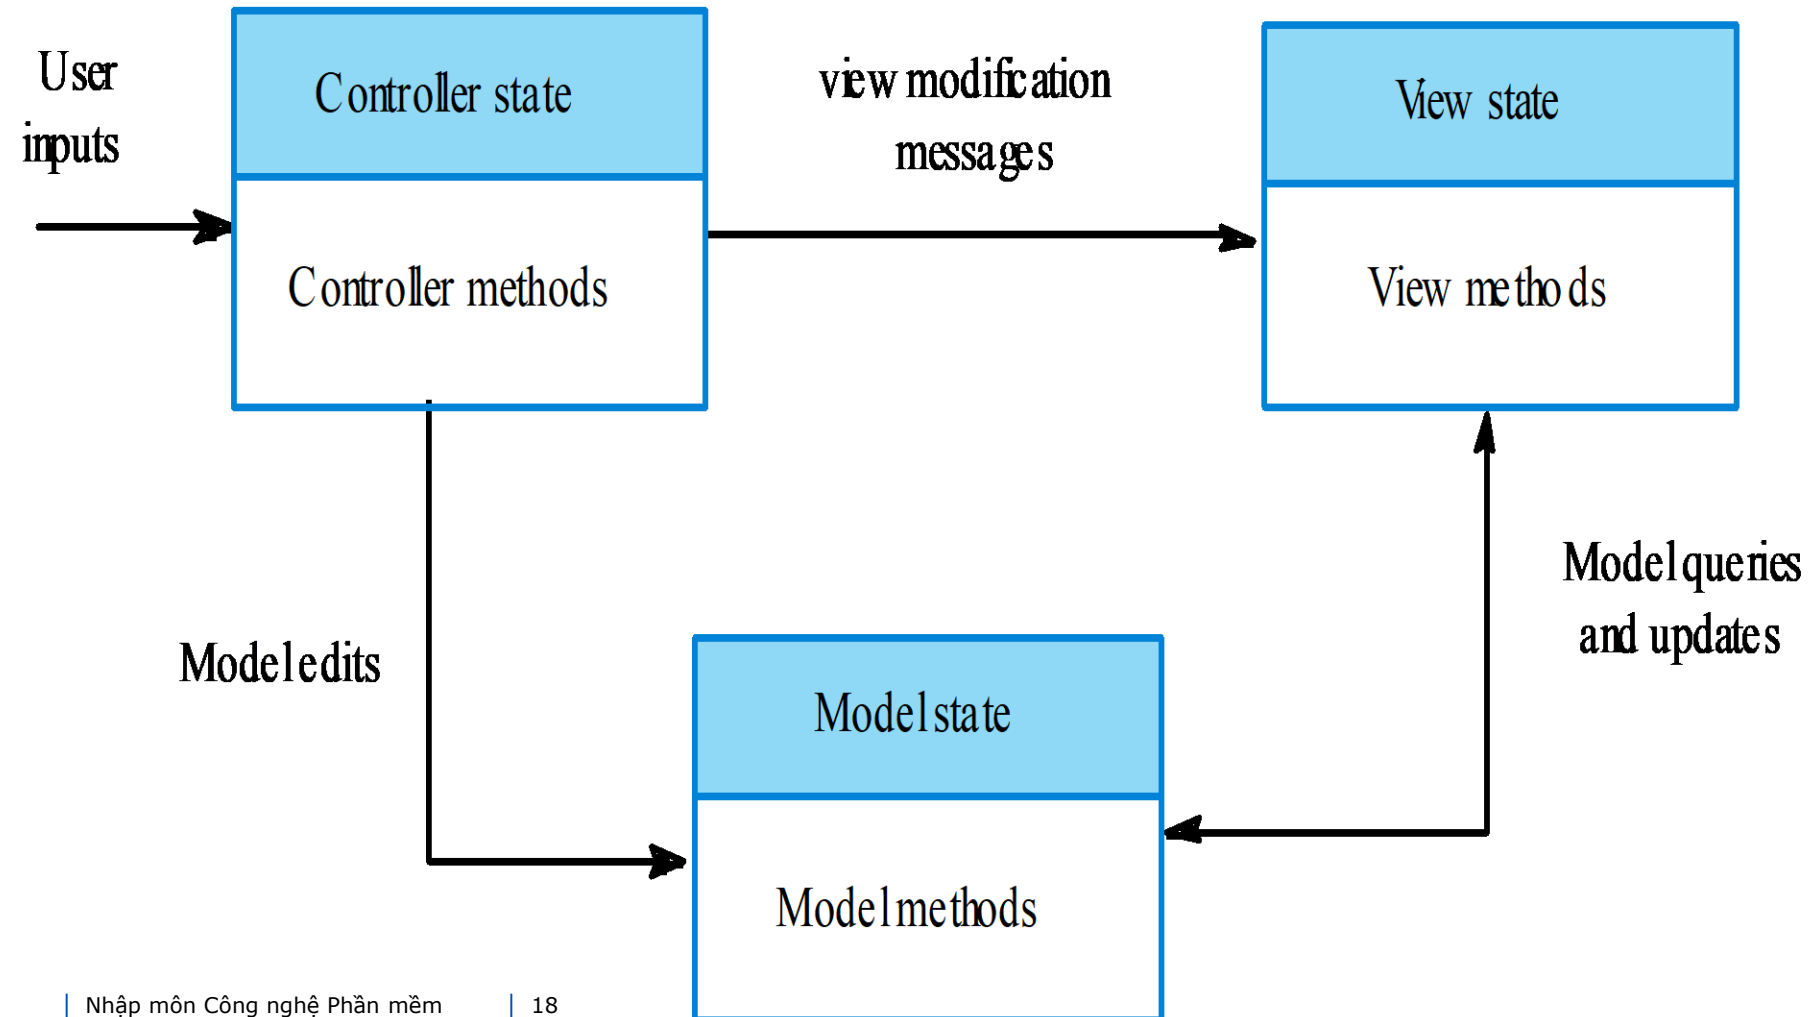 User
inputs
Controller state
Controller methods
view modification
messages
View state
View methods
Model edits
Model queries
and updates
Model state
Model methods
Nhập môn Công nghệ Phần mềm
18